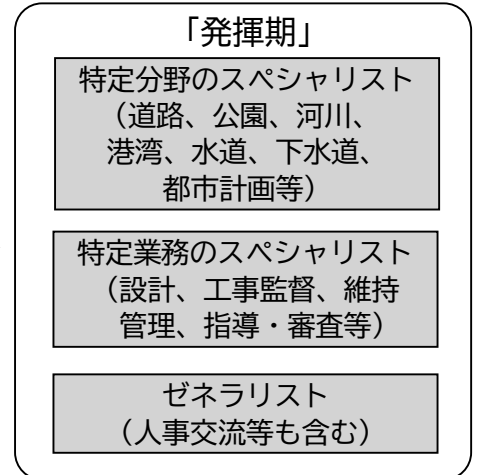 「発揮期」
特定分野のスペシャリスト
（道路、公園、河川、
港湾、水道、下水道、
都市計画等）
特定業務のスペシャリスト
（設計、工事監督、維持
管理、指導・審査等）
ゼネラリスト
（人事交流等も含む）